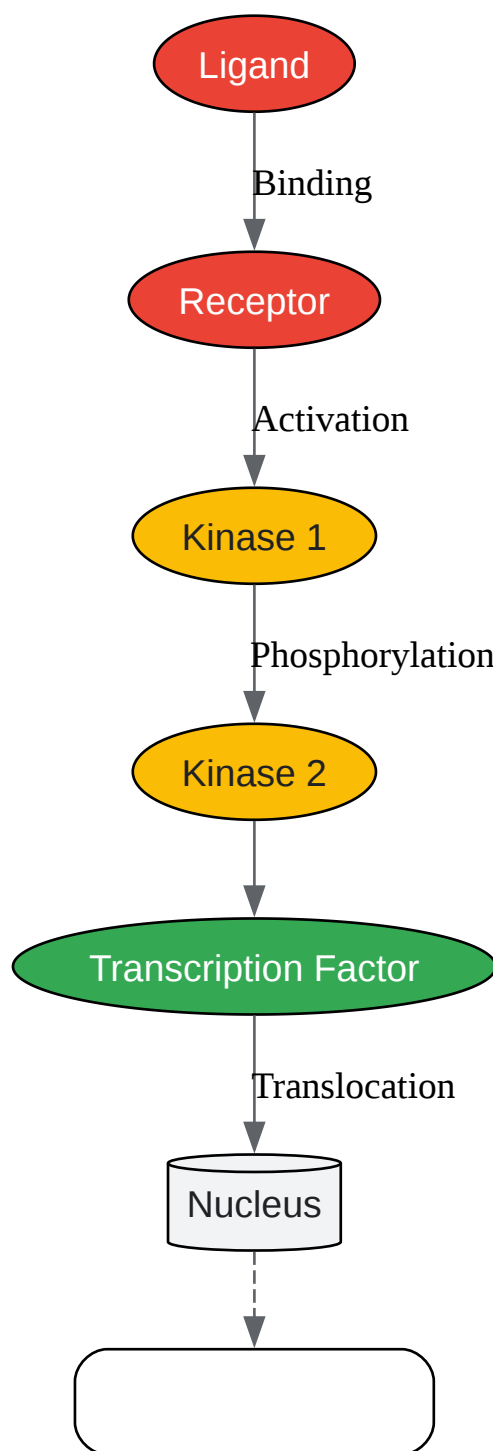 Ligand
Binding
Receptor
Activation
Kinase 1
Phosphorylation
Kinase 2
Transcription Factor
Translocation
Nucleus